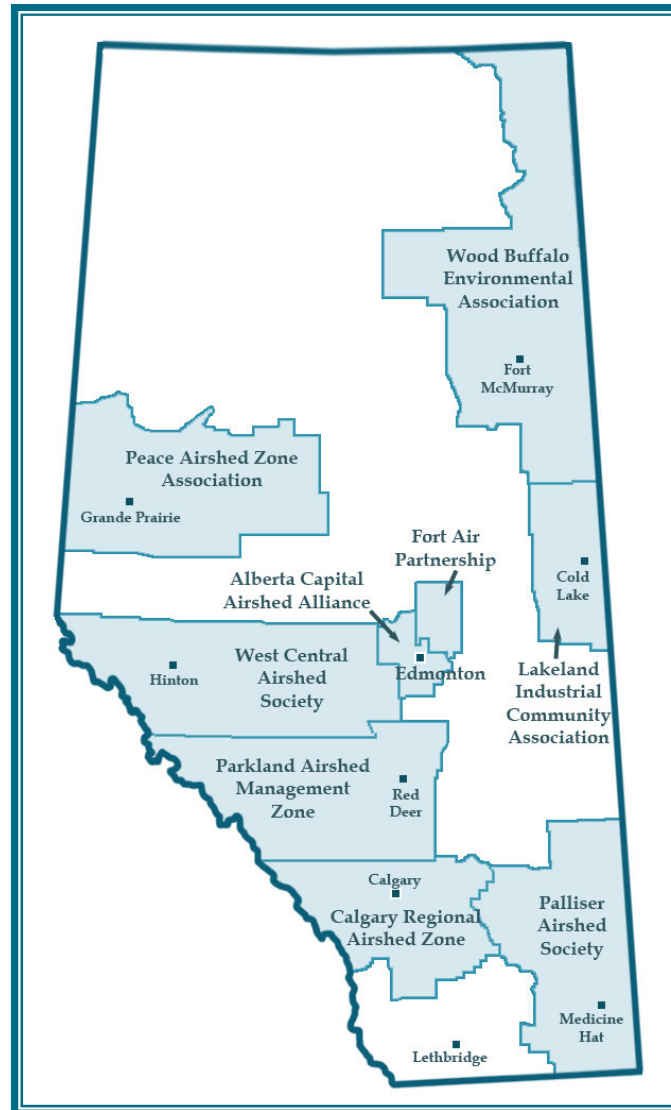 Wood Buffalo
Environmental
Association
Fort
McMurray
Peace Airshed Zone
Association
Grande Prairie
Fort Air
Partnership
Alberta Capital
Airshed Alliance
Cold
Lake
West Central
Airshed
Society
Hinton
Edmonton
Lakeland
Industrial
Community
Association
Parkland Airshed
Management
Zone
Red
Deer
Calgary
Calgary Regional
Airshed Zone
Palliser
Airshed
Society
Medicine
Hat
Lethbridge